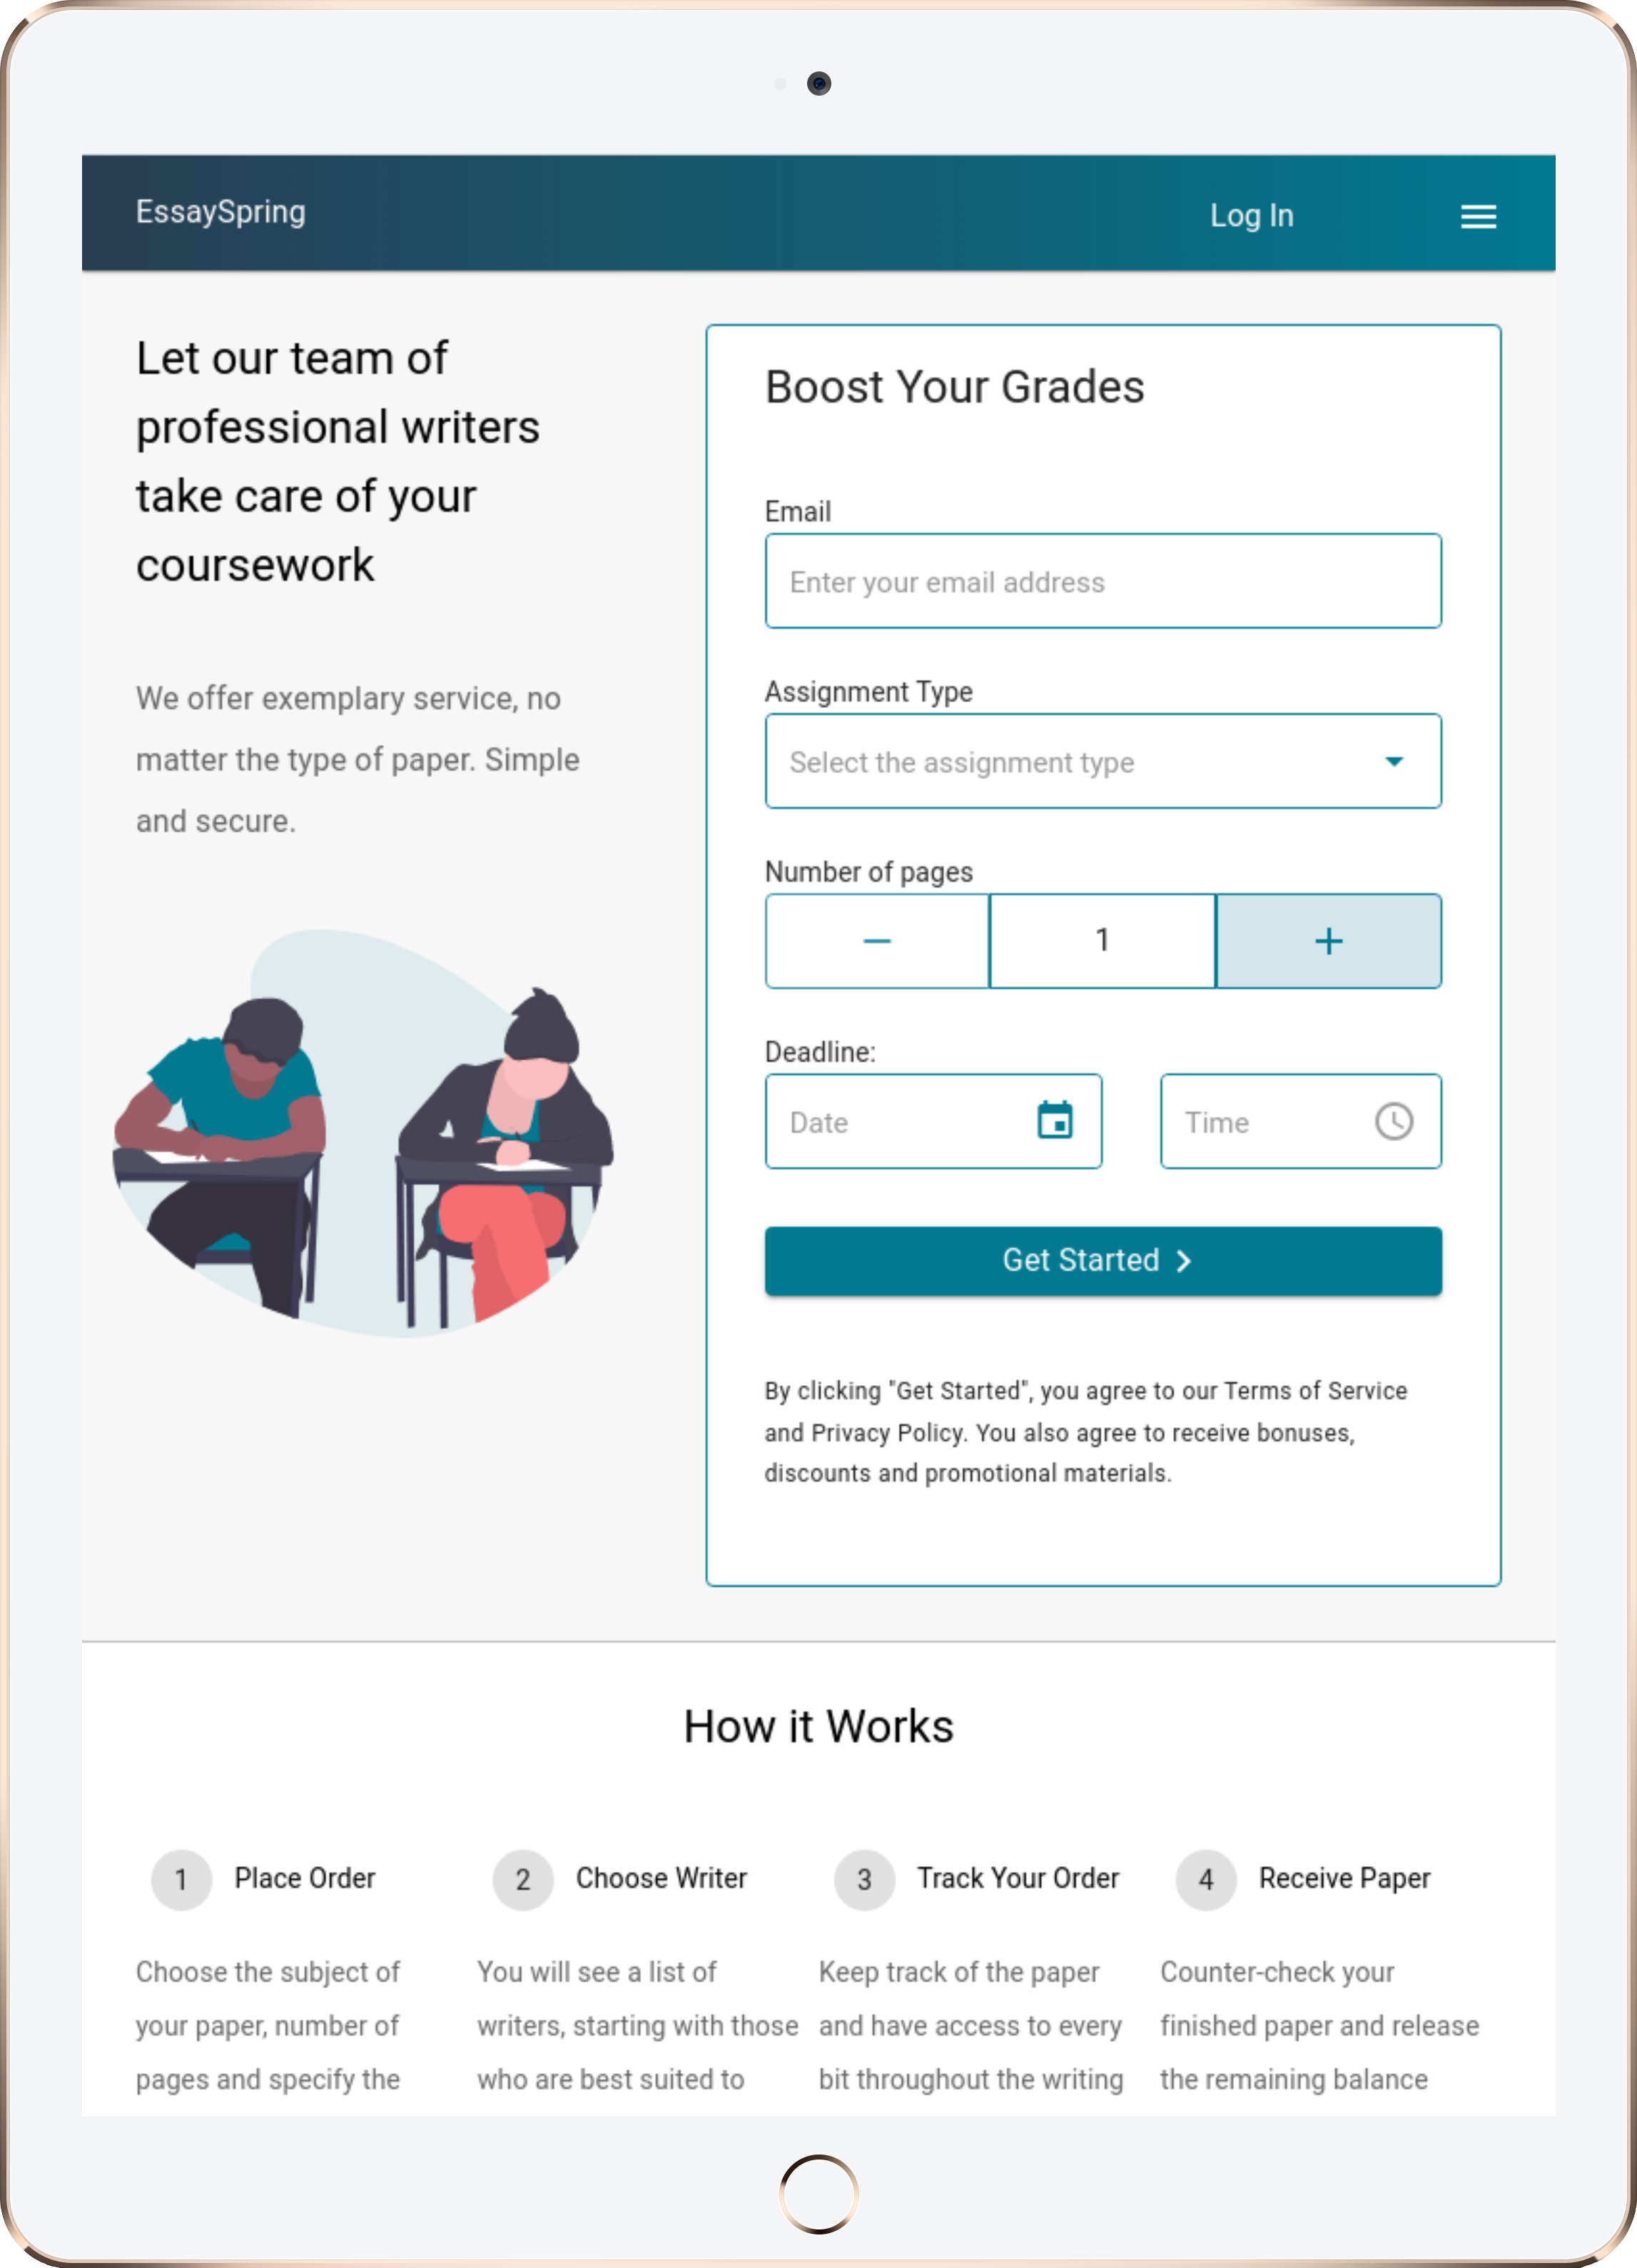 EssaySpring
Log In
Let our team of
professional writers
take care of your
coursework
We offer exemplary service, no
matter the type of paper. Simple
and secure.
Boost Your Grades
Email
Enter your email address
Assignment Type
Select the assignment type
Number of pages
1
Deadline:
Date
Time
Get Started
By clicking "Get Started", you agree to our Terms of Service
and Privacy Policy. You also agree to receive bonuses,
discounts and promotional materials.
How it Works
1 Place Order
Choose the subject of
your paper, number of
pages and specify the
2 Choose Writer
You will see a list of
writers, starting with those
who are best suited to
3 Track Your Order
Keep track of the paper
and have access to every
bit throughout the writing
4 Receive Paper
Counter-check your
finished paper and release
the remaining balance